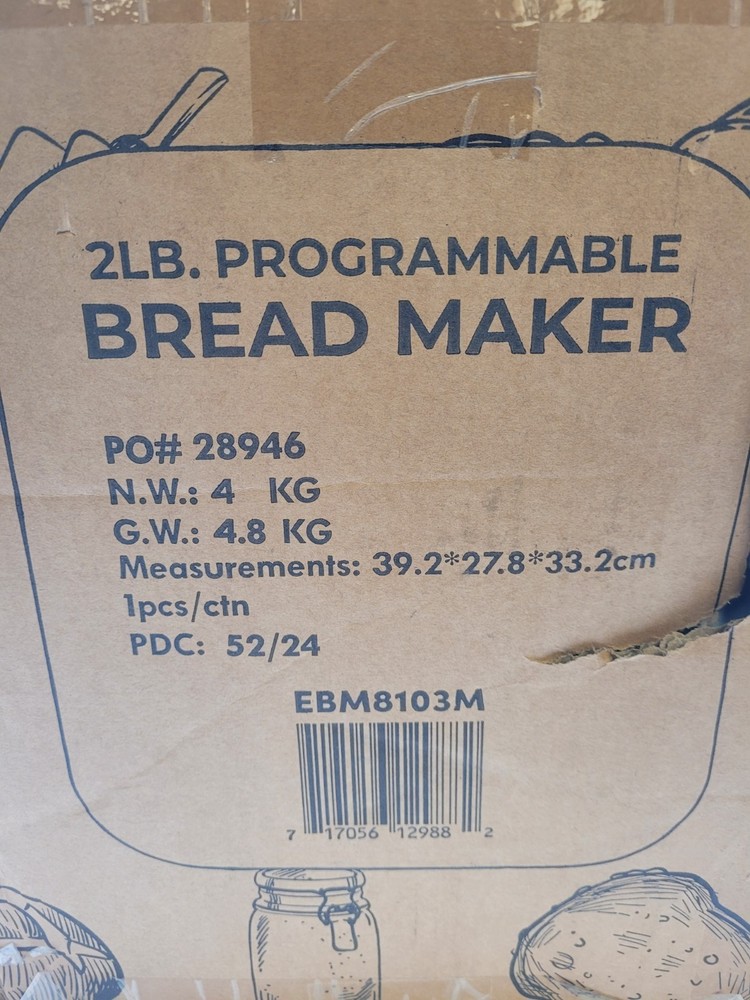 2LB. PROGRAMMABLE
BREAD MAKER
PO# 28946
N.W.: 4 KG
G.W.: 4.8 KG
Measurements: 39.2*27.8*33.2cm
1pcs/ctn
PDC: 52/24
EBM8103M
7 17056 12988 2